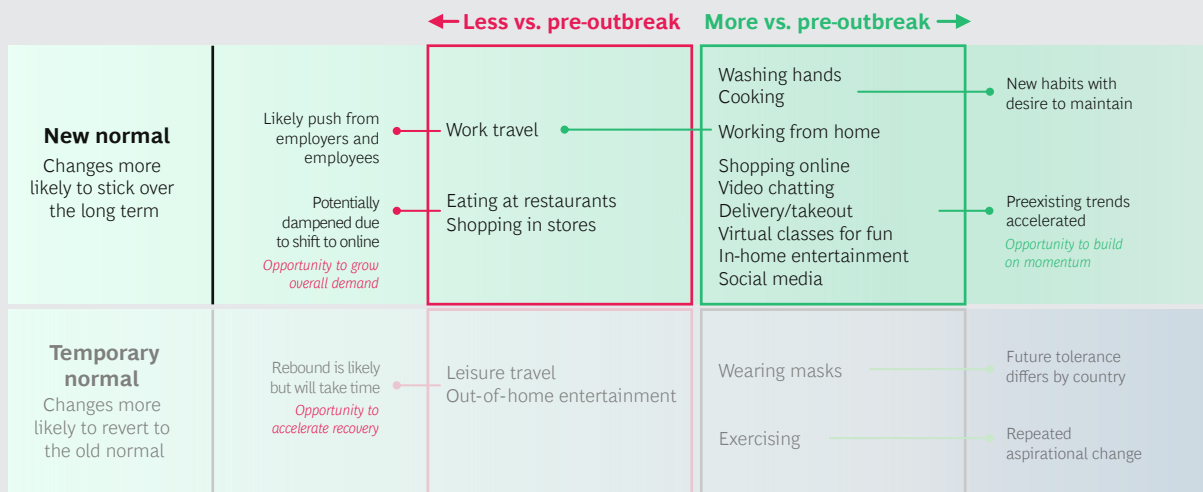 Less vs. pre-outbreak
More vs. pre-outbreak
New normal
Changes more
likely to stick over
the long term
Likely push from
employers and
employees
Work travel
Washing hands
Cooking
New habits with
desire to maintain
Working from home
Potentially
dampened due
to shift to online
Opportunity to grow
overall demand
Eating at restaurants
Shopping in stores
Shopping online
Video chatting
Delivery/takeout
Virtual classes for fun
In-home entertainment
Social media
Preexisting trends
accelerated
Opportunity to build
on momentum
Temporary
normal
Changes more
likely to revert to
the old normal
Rebound is likely
but will take time
Opportunity to
accelerate recovery
Leisure travel
Out-of-home entertainment
Wearing masks
Future tolerance
differs by country
Exercising
Repeated
aspirational change